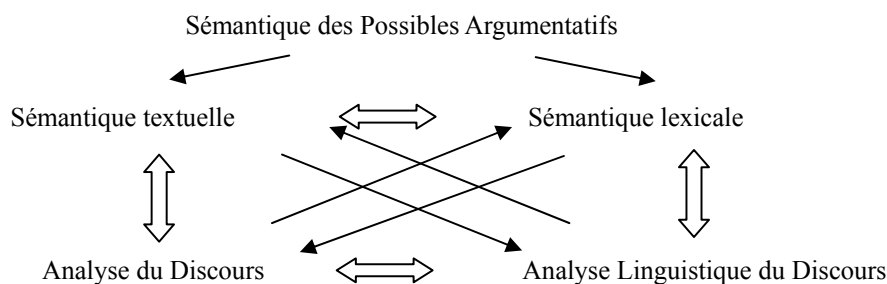 Sémantique des Possibles Argumentatifs
Sémantique textuelle Sémantique lexicale
Analyse du Discours Analyse Linguistique du Discours